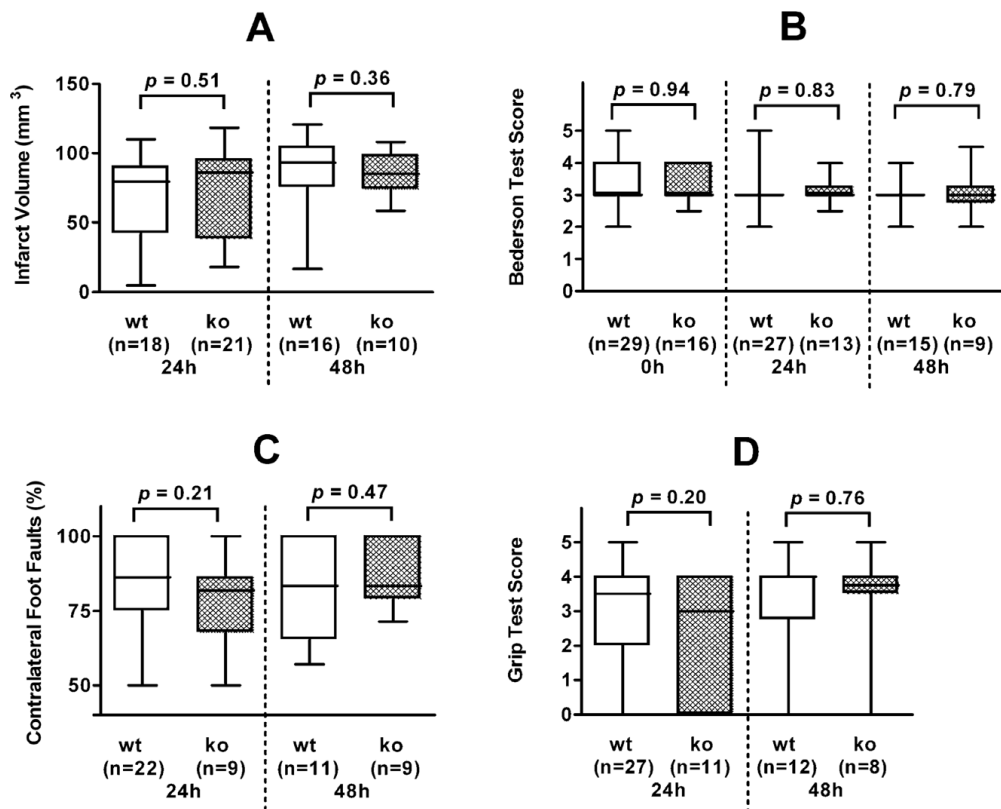 A
p = 0.51
p = 0.36
Infarct Volume (mm³)
150
100
50
0
wt
ko
wt
ko
(n=18)
(n=21)
(n=16)
(n=10)
24h
48h
B
p = 0.94
p = 0.83
p = 0.79
Bederson Test Score
5
4
3
2
1
0
wt
ko
wt
ko
wt
ko
(n=29)
(n=16)
(n=27)
(n=13)
(n=15)
(n=9)
0h
24h
48h
C
p = 0.21
p = 0.47
Contralateral Foot Faults (%)
100
75
50
wt
ko
wt
ko
(n=22)
(n=9)
(n=11)
(n=9)
24h
48h
D
p = 0.20
p = 0.76
Grip Test Score
5
4
3
2
1
0
wt
ko
wt
ko
(n=27)
(n=11)
(n=12)
(n=8)
24h
48h